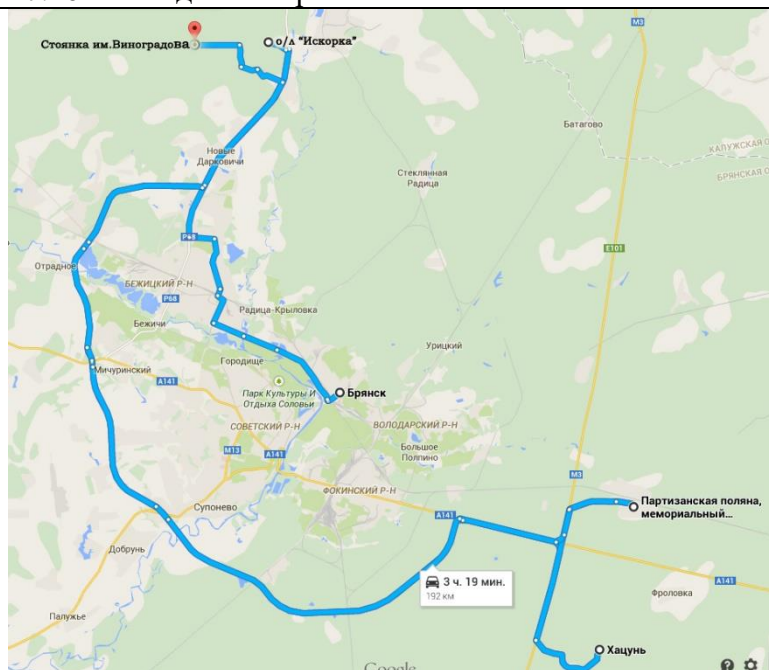 Стоянка им.Виноградова
о/л "Искорка"
М3
Батагово
Новые
Дарковичи
КАЛУЖСКАЯ О
БРЯНСКАЯ О
Стеклянная
Радица
Р68
Е101
Отрадное
БЕЖИЦКИЙ Р-Н
Р68
Радица-Крыловка
Бежичи
Урицкий
Городище
Мичуринский
А141
Парк Культуры И
Отдыха Соловьи
Брянск
СОВЕТСКИЙ Р-Н
ВОЛОДАРСКИЙ Р-Н
М13
А141
Большое
Полпино
М3
ФОКИНСКИЙ Р-Н
Партизанская поляна,
мемориальный...
Супонево
А141
Добрунь
3 ч. 19 мин.
192 км
А141
Фроловка
Палужье
Хацунь
Google